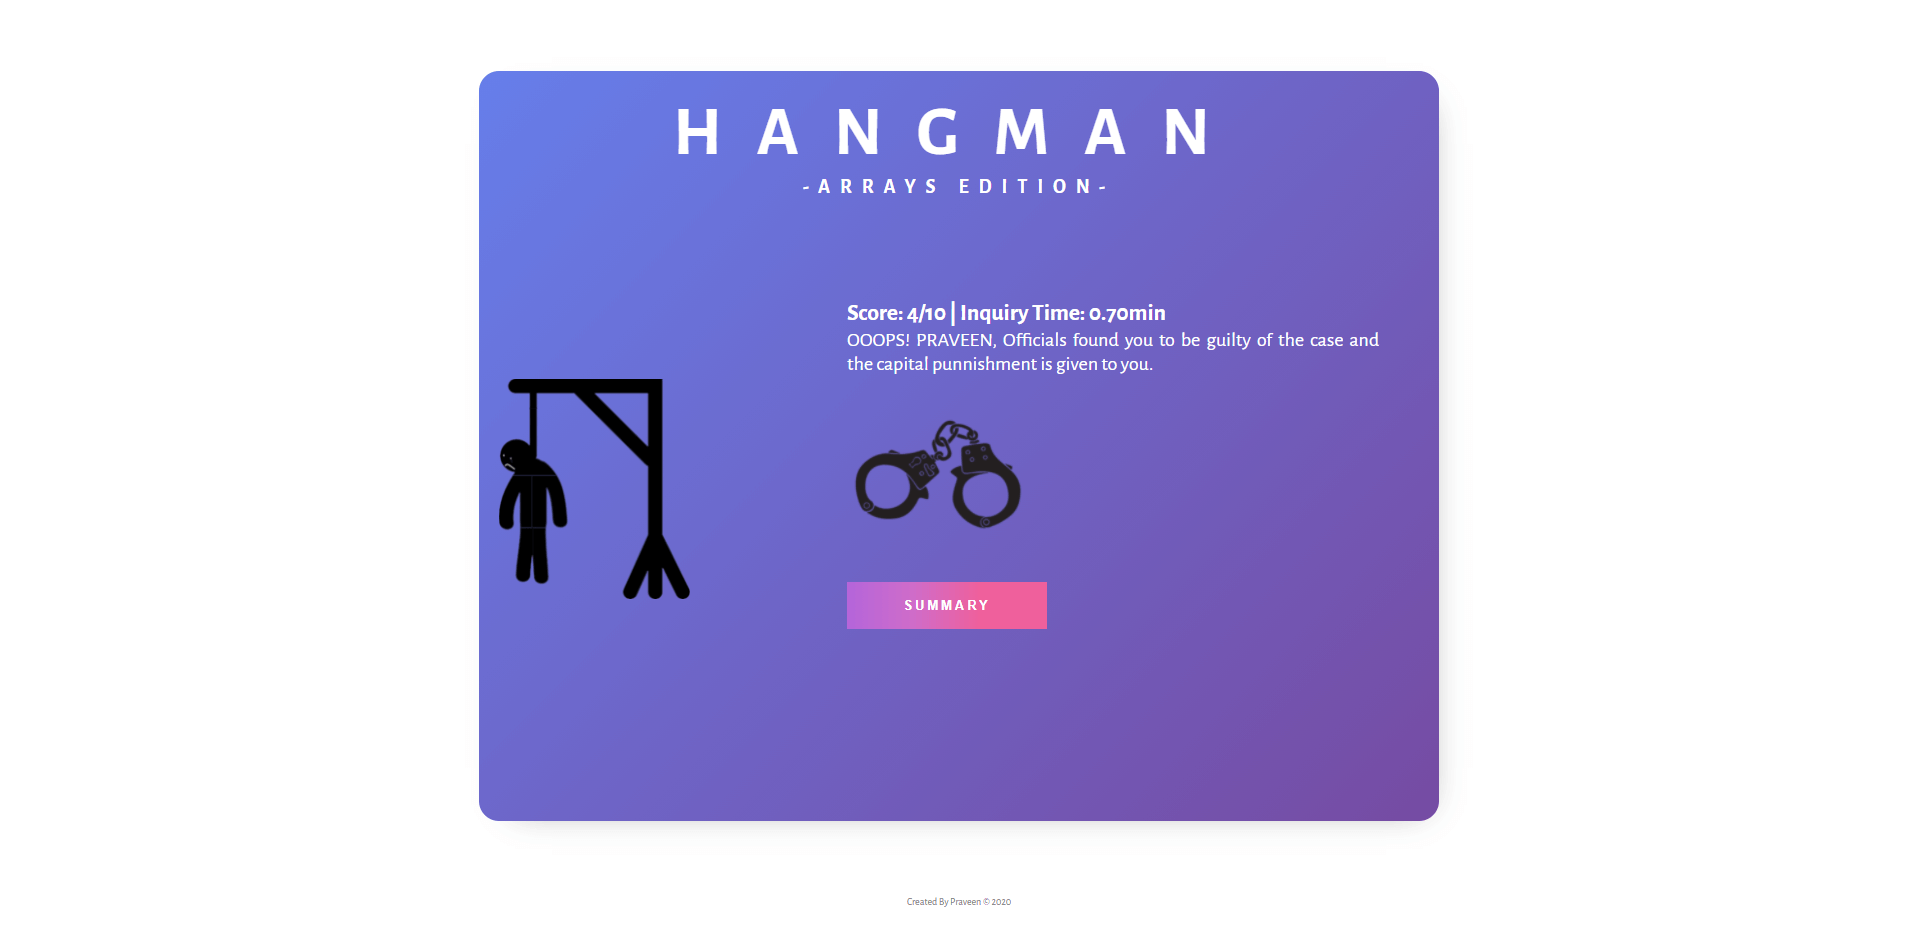 HANGMAN
-ARRAYS EDITION-
Score: 4/10 | Inquiry Time: 0.70min
OOOPS! PRAVEEN, Officials found you to be guilty of the case and
the capital punnishment is given to you.
SUMMARY
Created By Praveen © 2020